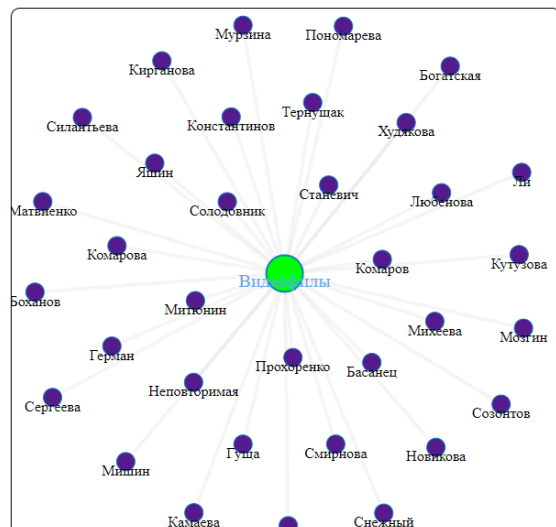 Мурзина
Пономарева
Кирганова
Богатская
Тернущак
Константинов
Силантьева
Худякова
Яшин
Ли
Станевич
Любенова
Матвиенко
Солодовник
Комарова
Кутузова
Комаров
Видеофилы
Боханов
Митюнин
Михеева
Мозгин
Герман
Прохоренко
Басанец
Неповторимая
Сергеева
Созонтов
Гуща
Смирнова
Новикова
Мишин
Камаева
Снежный